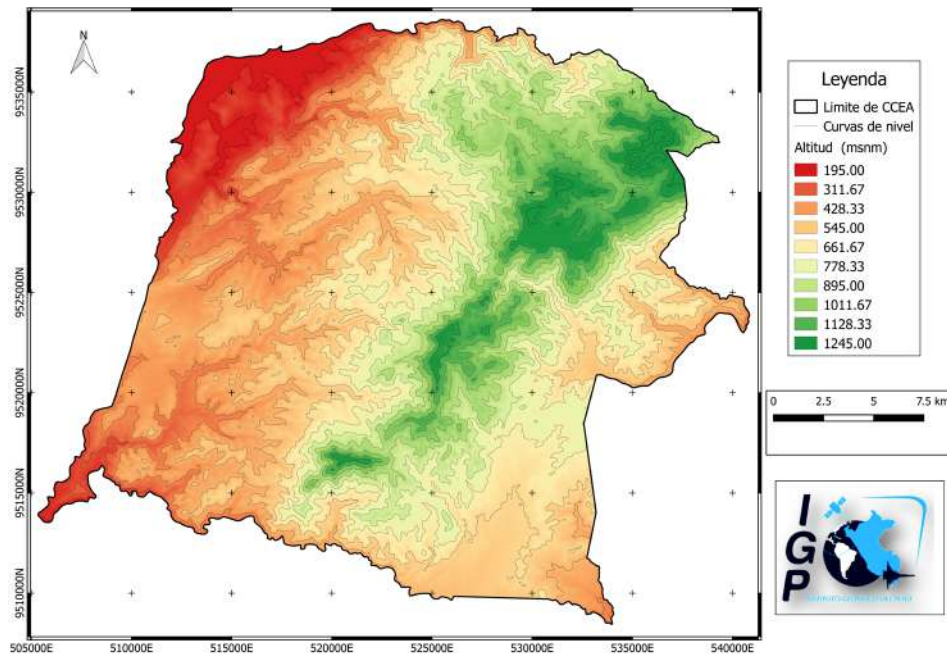 N
9535000N
9530000N
9525000N
9520000N
9515000N
9510000N
505000E
510000E
515000E
520000E
525000E
530000E
535000E
540000E
Leyenda
Límite de CCEA
Curvas de nivel
Altitud (msnm)
195.00
311.67
428.33
545.00
661.67
778.33
895.00
1011.67
1128.33
1245.00
0 2.5 5 7.5 km
I
G
P